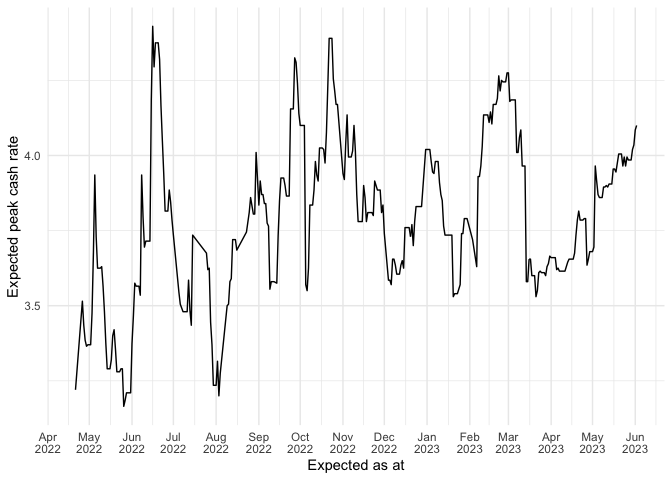 Expected peak cash rate
4.0
3.5
Apr May Jun Jul Aug Sep Oct Nov Dec Jan Feb Mar Apr May Jun
2022 2022 2022 2022 2022 2022 2022 2022 2022 2023 2023 2023 2023 2023 2023
Expected as at